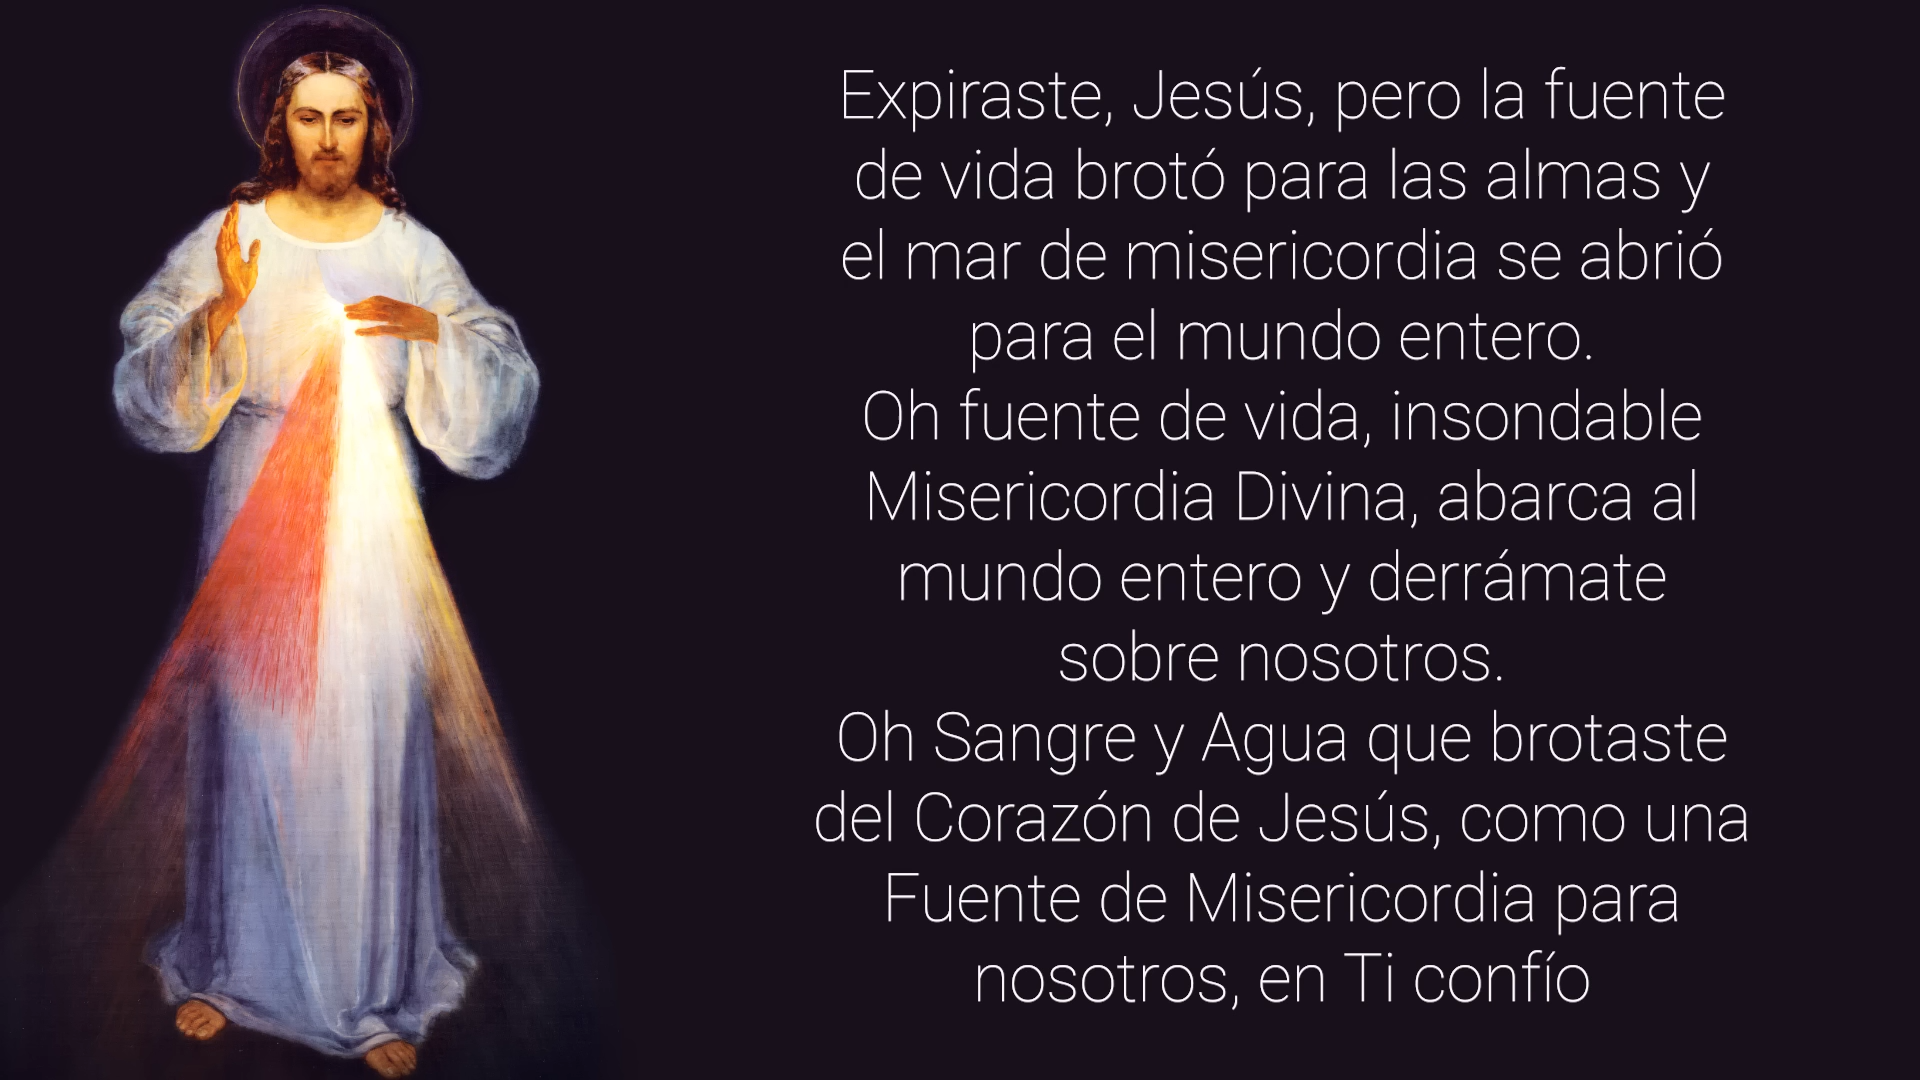 Expiraste, Jesús, pero la fuente
de vida brotó para las almas y
el mar de misericordia se abrió
para el mundo entero.
Oh fuente de vida, insondable
Misericordia Divina, abarca al
mundo entero y derrámate
sobre nosotros.
Oh Sangre y Agua que brotaste
del Corazón de Jesús, como una
Fuente de Misericordia para
nosotros, en Ti confío